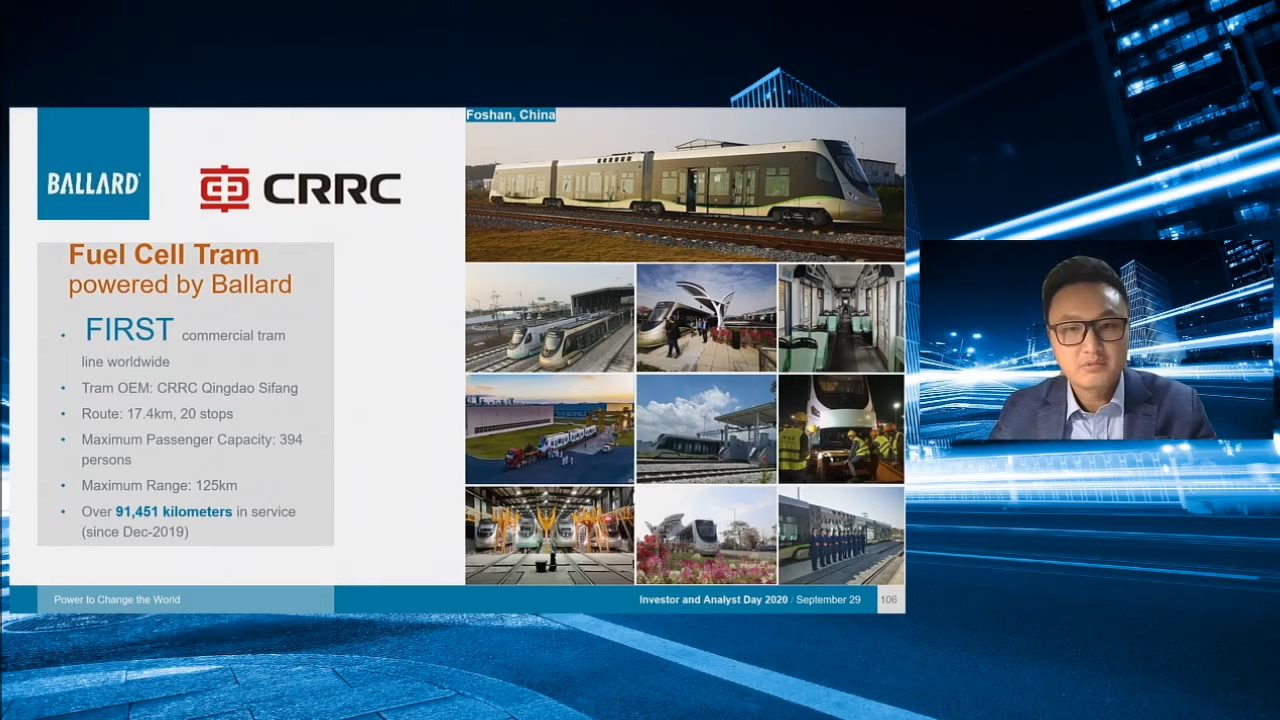 BALLARD
CRRC
Foshan, China
Fuel Cell Tram
powered by Ballard
• FIRST commercial tram
line worldwide
• Tram OEM: CRRC Qingdao Sifang
• Route: 17.4km, 20 stops
• Maximum Passenger Capacity: 394
persons
• Maximum Range: 125km
• Over 91,451 kilometers in service
(since Dec-2019)
Power to Change the World
Investor and Analyst Day 2020 / September 29
106